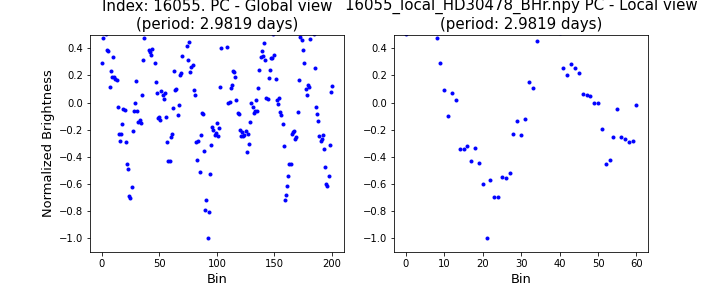 Index: 16055. PC - Global view
(period: 2.9819 days)
16055_local_HD30478_BHr.npy PC - Local view
(period: 2.9819 days)
Normalized Brightness
0.4
0.2
0.0
−0.2
−0.4
−0.6
−0.8
−1.0
0 50 100 150 200
Bin
0.4
0.2
0.0
−0.2
−0.4
−0.6
−0.8
−1.0
0 10 20 30 40 50 60
Bin